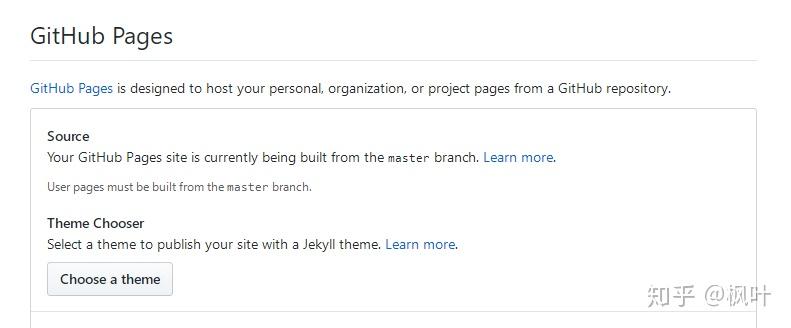 GitHub Pages
GitHub Pages is designed to host your personal, organization, or project pages from a GitHub repository.
Source
Your GitHub Pages site is currently being built from the master branch. Learn more.
User pages must be built from the master branch.
Theme Chooser
Select a theme to publish your site with a Jekyll theme. Learn more.
Choose a theme
知乎 @枫叶